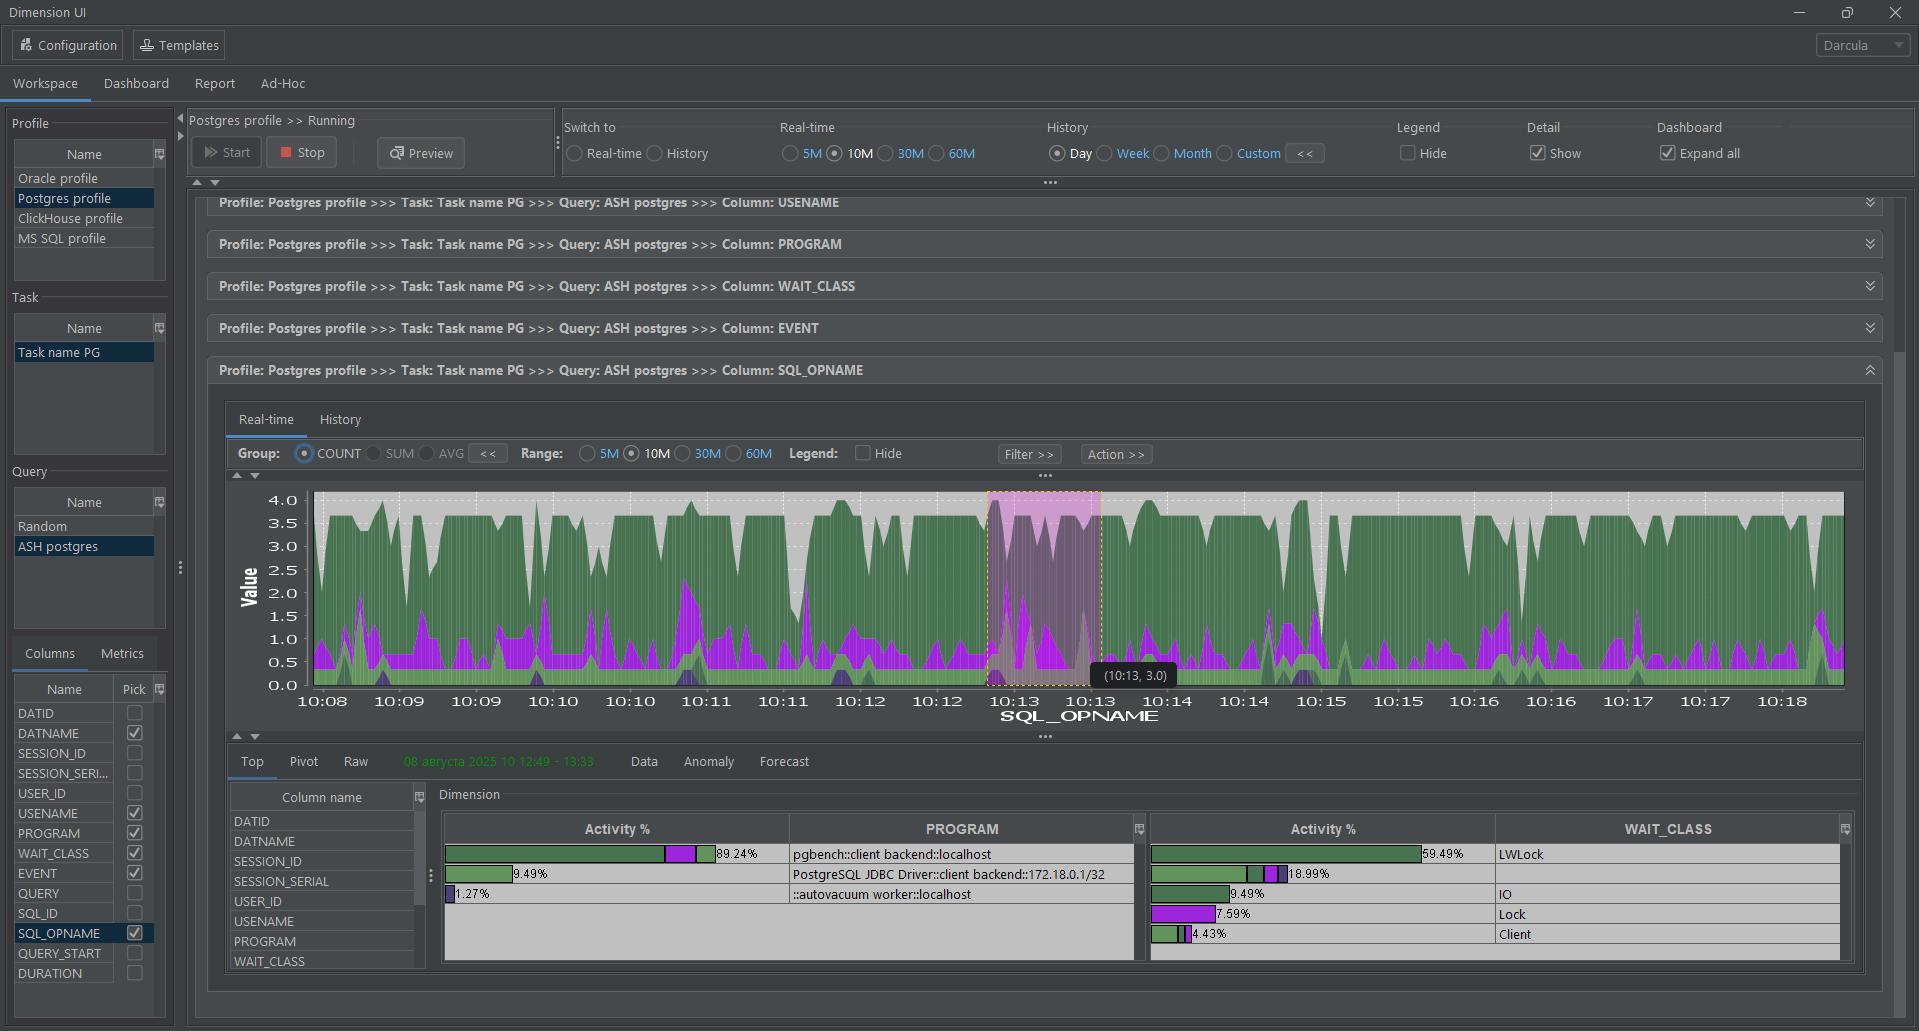 Dimension UI
Configuration
Templates
Darcula
Workspace
Dashboard
Report
Ad-Hoc
Profile
Name
Oracle profile
Postgres profile
ClickHouse profile
MS SQL profile
Task
Name
Task name PG
Query
Name
Random
ASH postgres
Columns
Metrics
Name
Pick
DATID
DATNAME
SESSION_ID
SESSION_SERI...
USER_ID
USENAME
PROGRAM
WAIT_CLASS
EVENT
QUERY
SQL_ID
SQL_OPNAME
QUERY_START
DURATION
Postgres profile >> Running
Start
Stop
Preview
Switch to
Real-time
History
Real-time
5M
10M
30M
60M
History
Day
Week
Month
Custom
<<
Legend
Hide
Detail
Show
Dashboard
Expand all
Profile: Postgres profile >>> Task: Task name PG >>> Query: ASH postgres >>> Column: USENAME
Profile: Postgres profile >>> Task: Task name PG >>> Query: ASH postgres >>> Column: PROGRAM
Profile: Postgres profile >>> Task: Task name PG >>> Query: ASH postgres >>> Column: WAIT_CLASS
Profile: Postgres profile >>> Task: Task name PG >>> Query: ASH postgres >>> Column: EVENT
Profile: Postgres profile >>> Task: Task name PG >>> Query: ASH postgres >>> Column: SQL_OPNAME
Real-time
History
Group:
COUNT
SUM
AVG
<<
Range:
5M
10M
30M
60M
Legend:
Hide
Filter >>
Action >>
Value
4.0
3.5
3.0
2.5
2.0
1.5
1.0
0.5
0.0
(10:13, 3.0)
10:08 10:09 10:09 10:10 10:10 10:11 10:11 10:12 10:12 10:13 10:13 10:14 10:14 10:15 10:15 10:16 10:16 10:17 10:17 10:18
SQL_OPNAME
Top
Pivot
Raw
08 августа 2025 10 12:49 - 13:33
Data
Anomaly
Forecast
Column name
DATID
DATNAME
SESSION_ID
SESSION_SERIAL
USER_ID
USENAME
PROGRAM
WAIT_CLASS
Dimension
Activity %
PROGRAM
89.24% pgbench::client backend::localhost
9.49% PostgreSQL JDBC Driver::client backend::172.18.0.1/32
1.27% ::autovacuum worker::localhost
Activity %
WAIT_CLASS
59.49% LWLock
18.99%
9.49% IO
7.59% Lock
4.43% Client